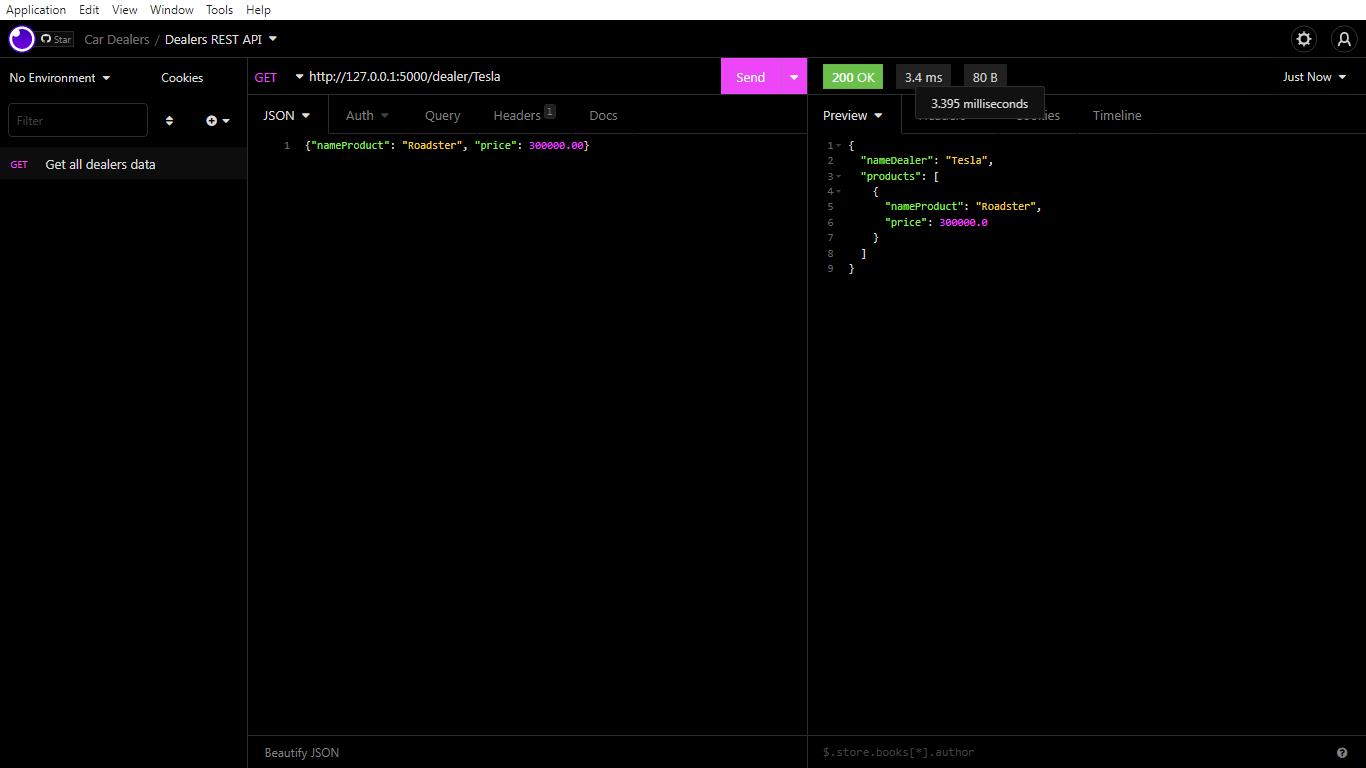 Application Edit View Window Tools Help
Star Car Dealers / Dealers REST API
No Environment Cookies
GET http://127.0.0.1:5000/dealer/Tesla Send
200 OK 3.4 ms 80 B Just Now
3.395 milliseconds
Filter
JSON Auth Query Headers 1 Docs
Preview Headers Cookies Timeline
GET Get all dealers data
1 {"nameProduct": "Roadster", "price": 300000.00}
1 {
2 "nameDealer": "Tesla",
3 "products": [
4 {
5 "nameProduct": "Roadster",
6 "price": 300000.0
7 }
8 ]
9 }
Beautify JSON
$.store.books[*].author